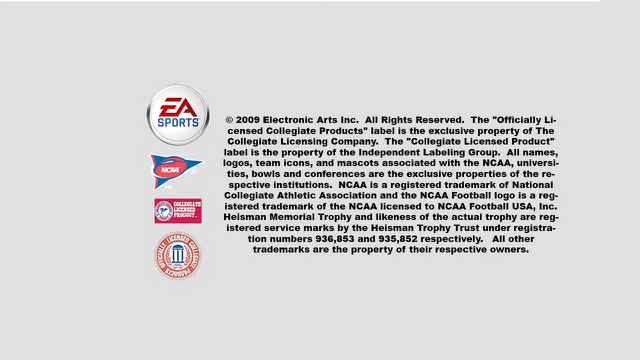 EA
SPORTS
NCAA
COLLEGIATE
LICENSED
PRODUCT
OFFICIALLY LICENSED COLLEGIATE PRODUCTS
© 2009 Electronic Arts Inc. All Rights Reserved. The "Officially Li-
censed Collegiate Products" label is the exclusive property of The
Collegiate Licensing Company. The "Collegiate Licensed Product"
label is the property of the Independent Labeling Group. All names,
logos, team icons, and mascots associated with the NCAA, universi-
ties, bowls and conferences are the exclusive properties of the re-
spective institutions. NCAA is a registered trademark of National
Collegiate Athletic Association and the NCAA Football logo is a reg-
istered trademark of the NCAA licensed to NCAA Football USA, Inc.
Heisman Memorial Trophy and likeness of the actual trophy are reg-
istered service marks by the Heisman Trophy Trust under registra-
tion numbers 936,853 and 935,852 respectively. All other
trademarks are the property of their respective owners.